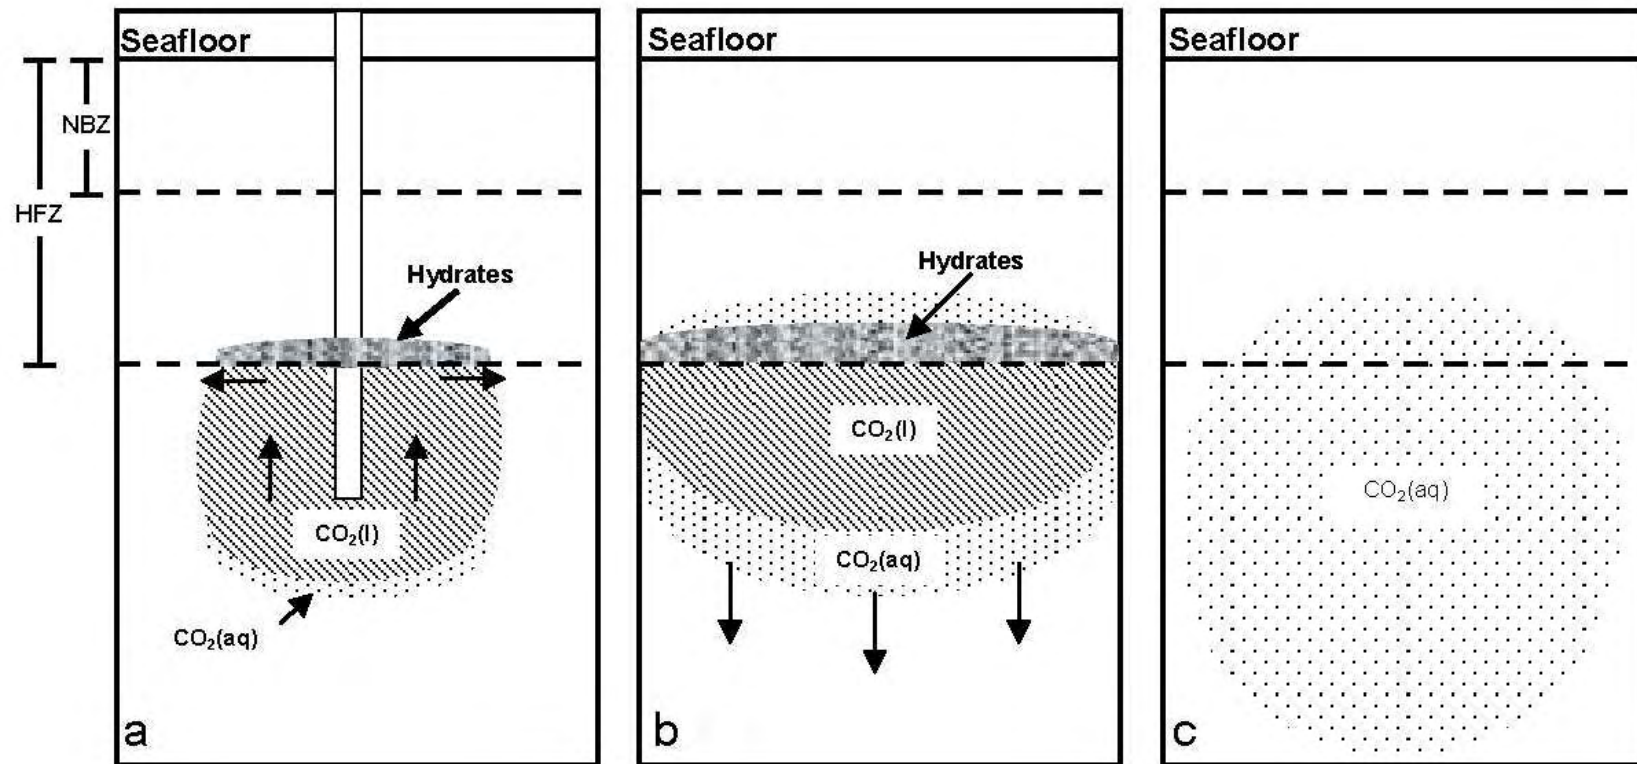 Seafloor
NBZ
HFZ
Hydrates
CO₂(l)
CO₂(aq)
a
Seafloor
Hydrates
CO₂(l)
CO₂(aq)
b
Seafloor
CO₂(aq)
c